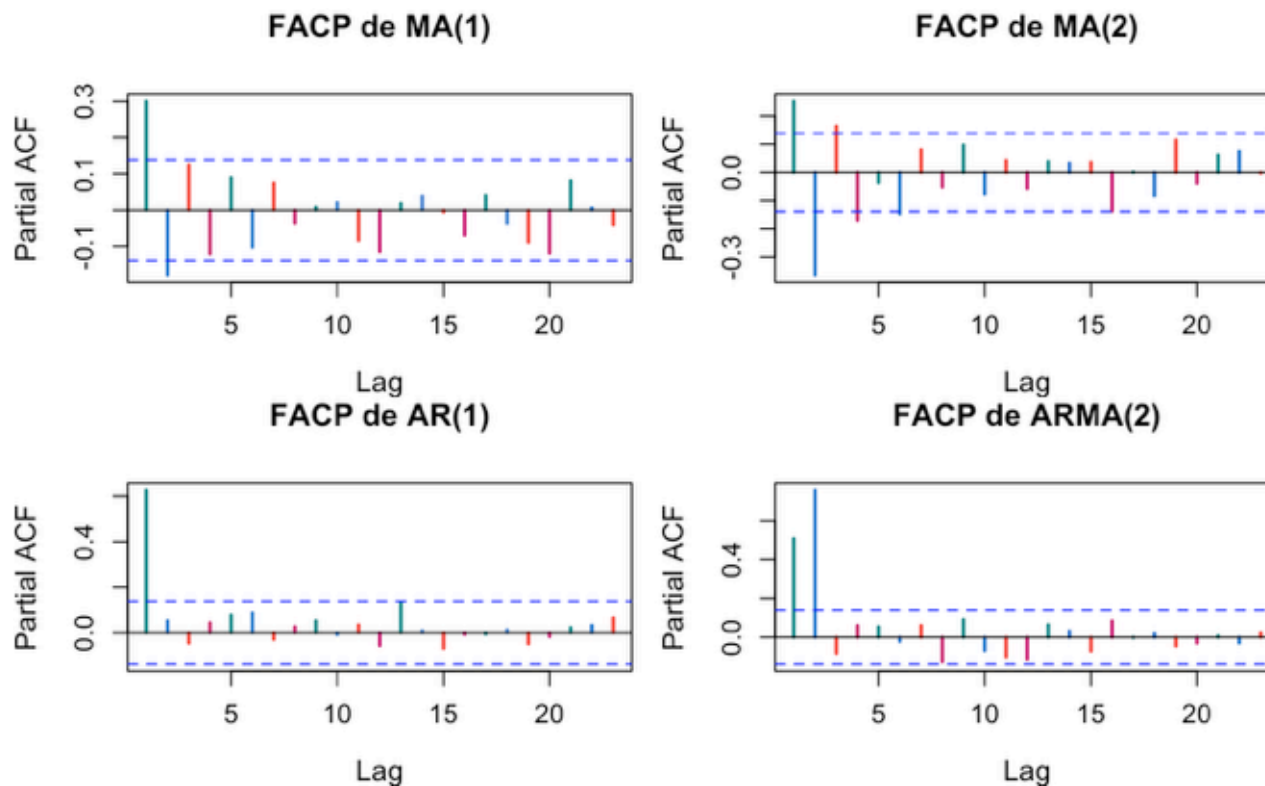 FACP de MA(1)
Partial ACF
0.3
0.1
-0.1
5 10 15 20
Lag
FACP de MA(2)
Partial ACF
0.0
-0.3
5 10 15 20
Lag
FACP de AR(1)
Partial ACF
0.4
0.0
5 10 15 20
Lag
FACP de ARMA(2)
Partial ACF
0.4
0.0
5 10 15 20
Lag